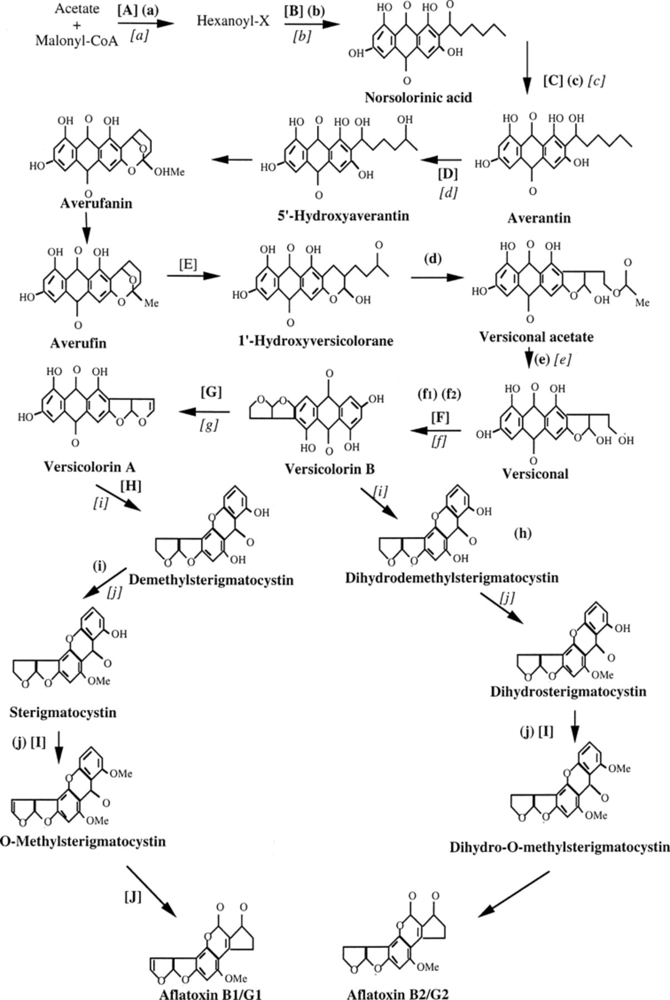 Acetate
+
Malonyl-CoA
[A] (a)
[a]
Hexanoyl-X
[B] (b)
[b]
HO O HO O
OH OH
O
Norsolorinic acid
[C] (c) [c]
OH O OH
O
HO O OHMe
O
Averufanin
HO O HO OH OH
HO OH
O
5'-Hydroxyaverantin
[D]
[d]
HO O HO OH
HO OH
O
Averantin
OH O OH
O
HO O Me
O
Averufin
[E]
OH O OH O
HO O OH
O
1'-Hydroxyversicolorane
(d)
HO O OH O
HO O OH O Me
O
Versiconal acetate
(e) [e]
HO O OH
HO O O
O
Versicolorin A
[G]
[g]
O
O O OH
HO O OH
Versicolorin B
(f1) (f2)
[F]
[f]
HO O OH
OH O OH OH
O
Versiconal
[H]
[i]
O OH
O
O O OH
Demethylsterigmatocystin
[i]
O OH
O
O O OH
Dihydrodemethylsterigmatocystin
(h)
(i)
[j]
O OH
O
O O OMe
Sterigmatocystin
[j]
O OH
O
O O OMe
Dihydrosterigmatocystin
(j) [I]
O OMe
O
O O OMe
O-Methylsterigmatocystin
(j) [I]
O OMe
O
O O OMe
Dihydro-O-methylsterigmatocystin
[J]
O O
O
O O OMe
Aflatoxin B1/G1
O O
O
O O OMe
Aflatoxin B2/G2